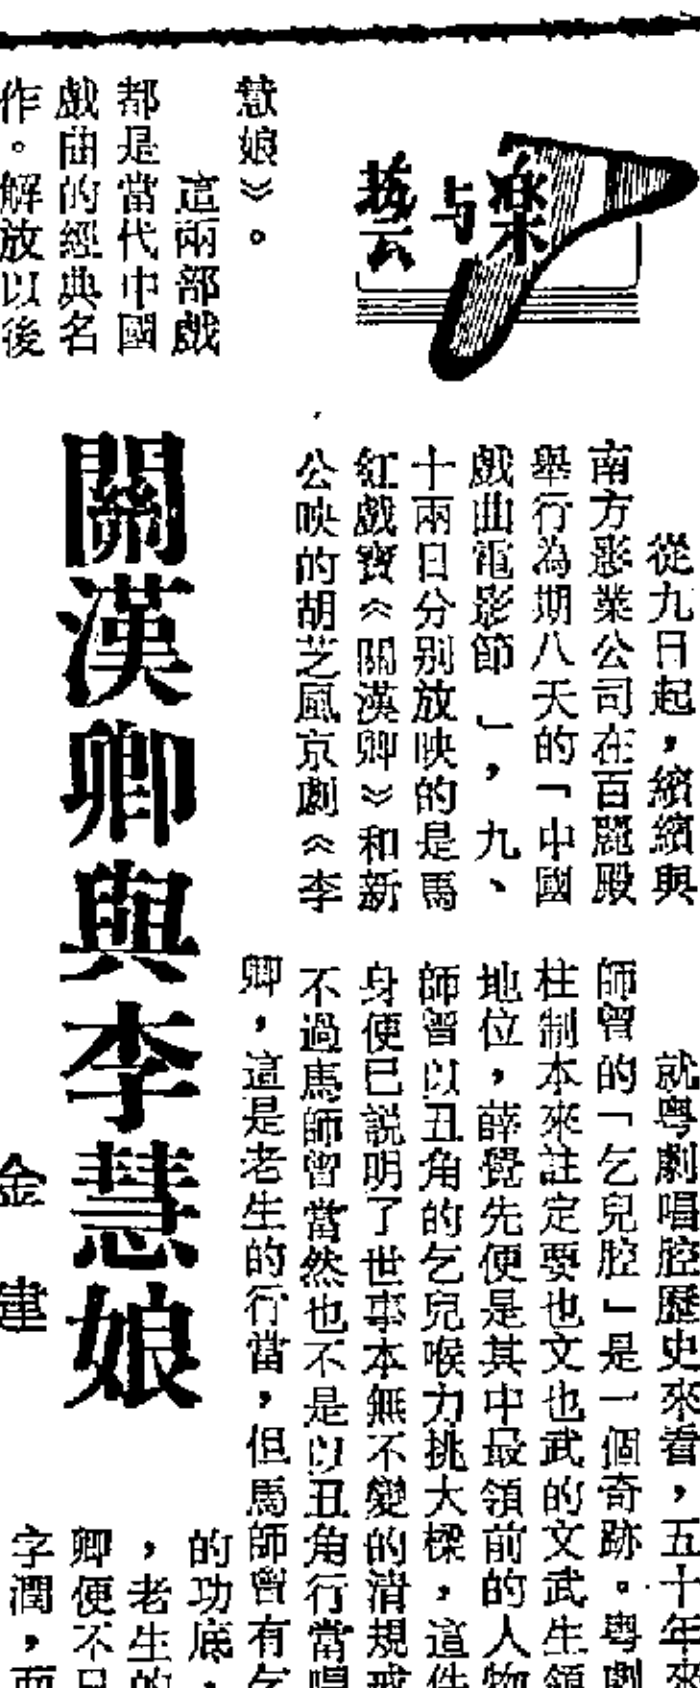 藝与樂
關漢卿與李慧娘
金建
從九日起，繽繽與
南方影業公司在百麗殿
舉行為期八天的「中國
戲曲電影節」，九、
十兩日分別放映的是馬
紅戲寶《關漢卿》和新
公映的胡芝風京劇《李
慧娘》。
這兩部戲
都是當代中國
戲曲的經典名
作。解放以後
就粵劇唱腔歷史來看，五十年來
師曾的「乞兒腔」是一個奇跡。粵劇
柱制本來註定要也文也武的文武生領
地位，薛覺先便是其中最領前的人物
師曾以丑角的乞兒喉力挑大樑，這件
身便已説明了世事本無不變的清規戒
不過馬師曾當然也不是以丑角行當唱
卿，這是老生的行當，但馬師曾有乞
的功底，
，老生的
卿便不只
字潤，而